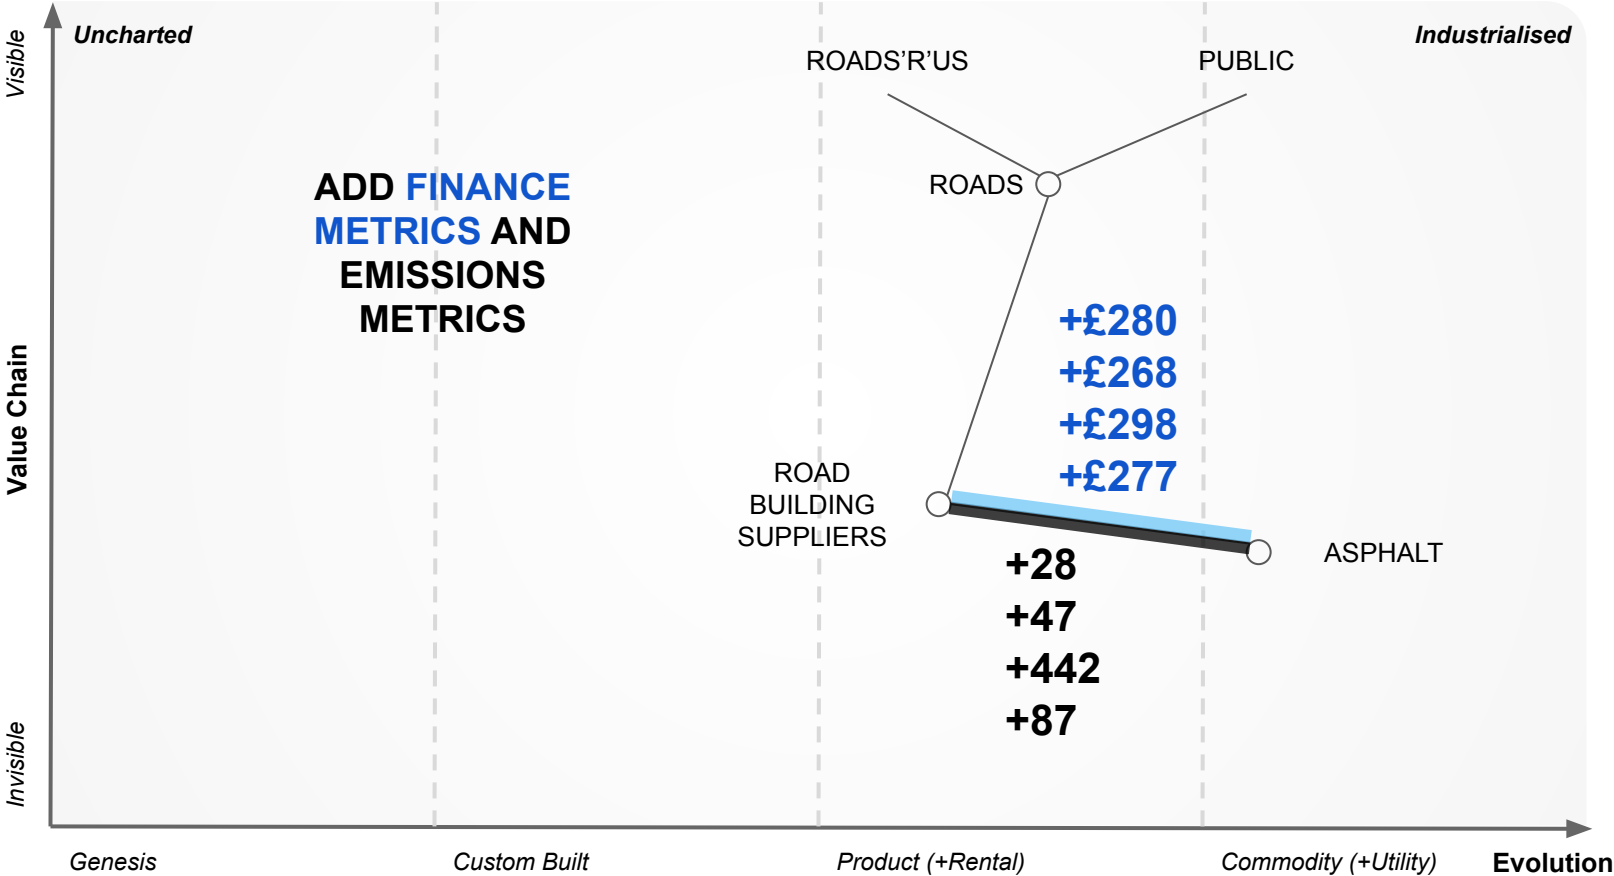 Uncharted
Industrialised
Visible
ROADS’R’US
PUBLIC
ROADS
ADD FINANCE
METRICS AND
EMISSIONS
METRICS
+£280
+£268
+£298
+£277
Value Chain
ROAD
BUILDING
SUPPLIERS
ASPHALT
+28
+47
+442
+87
Invisible
Genesis
Custom Built
Product (+Rental)
Commodity (+Utility)
Evolution